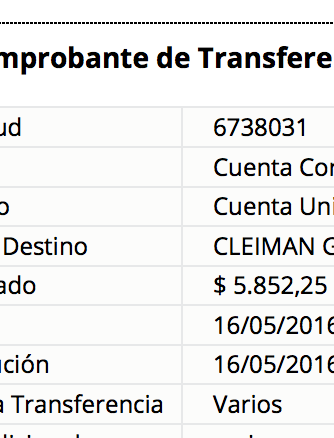 mprobante de Transfere
ud 6738031
Cuenta Cor
o Cuenta Uni
Destino CLEIMAN G
ado $ 5.852,25
16/05/2016
ución 16/05/2016
a Transferencia Varios